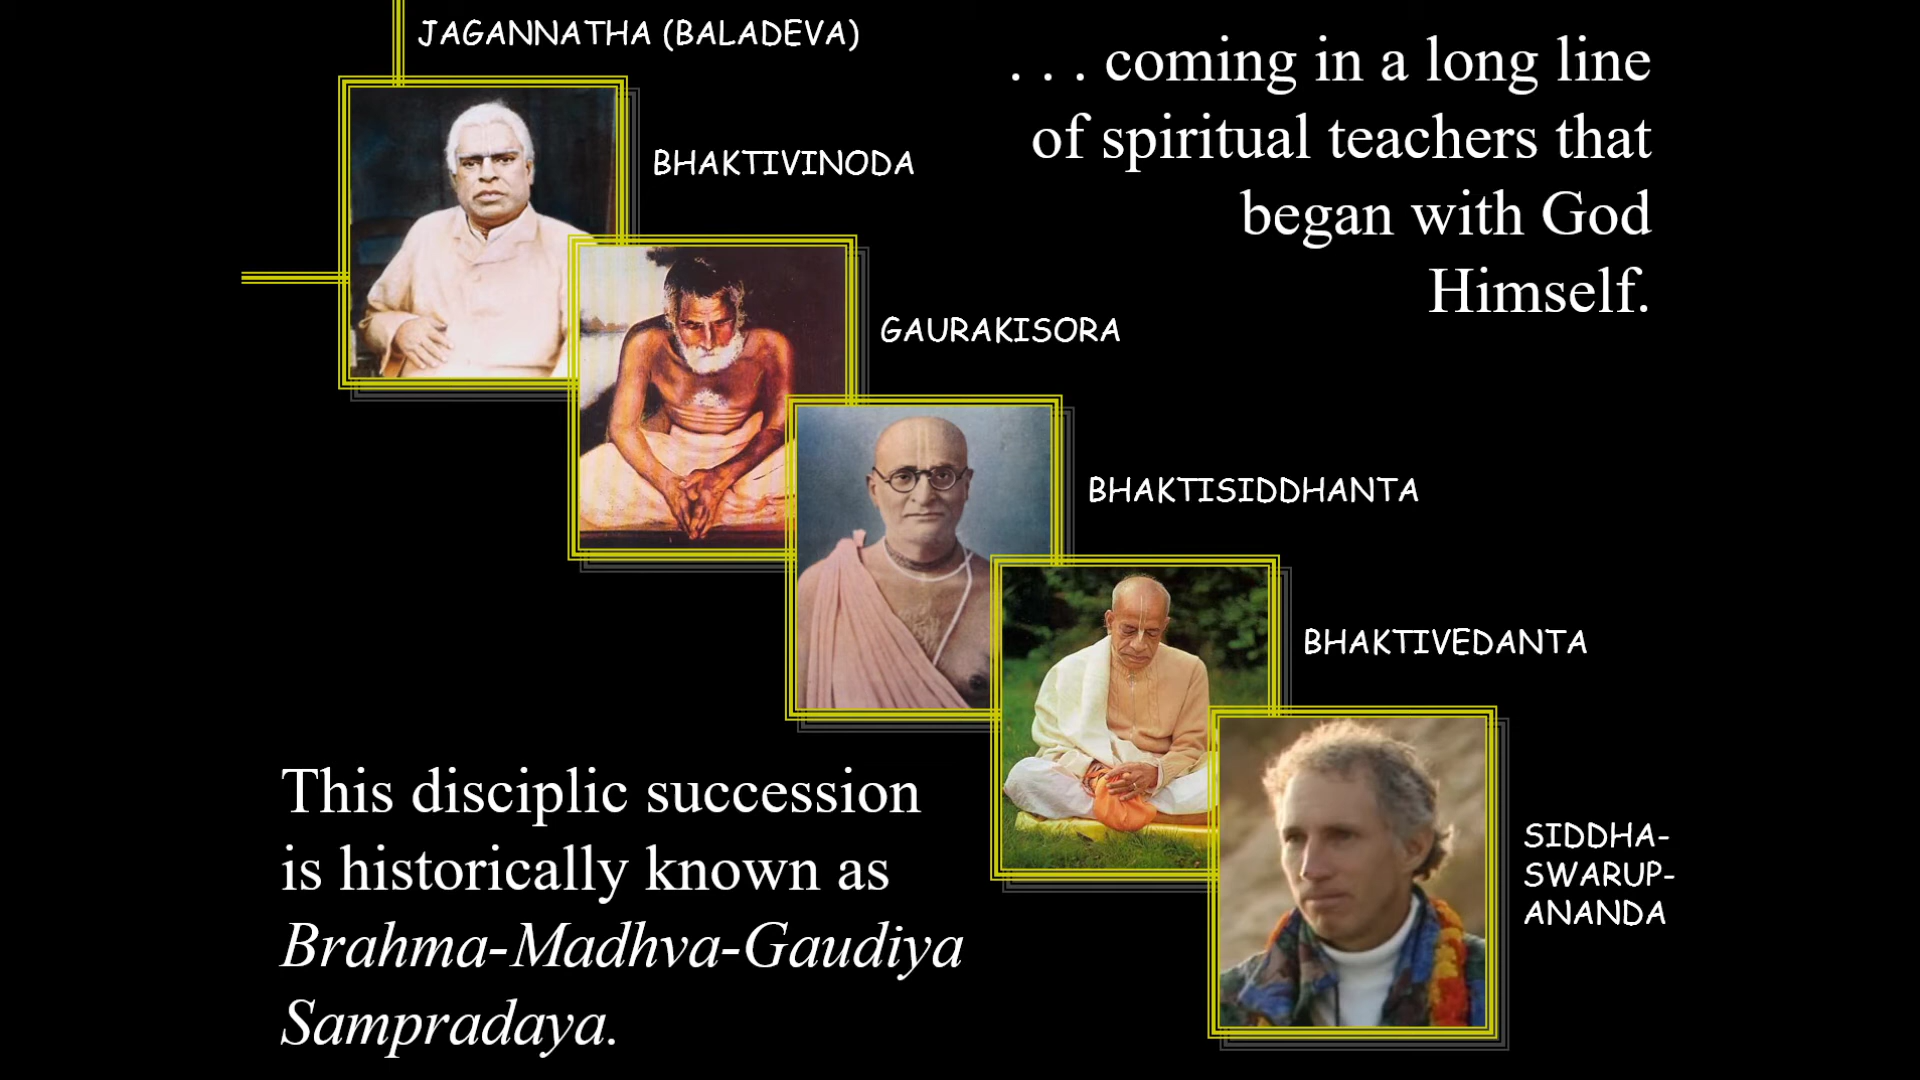 JAGANNATHA (BALADEVA)
. . . coming in a long line
of spiritual teachers that
began with God
Himself.
BHAKTIVINODA
GAURAKISORA
BHAKTISIDDHANTA
BHAKTIVEDANTA
SIDDHA-
SWARUP-
ANANDA
This disciplic succession
is historically known as
Brahma-Madhva-Gaudiya
Sampradaya.